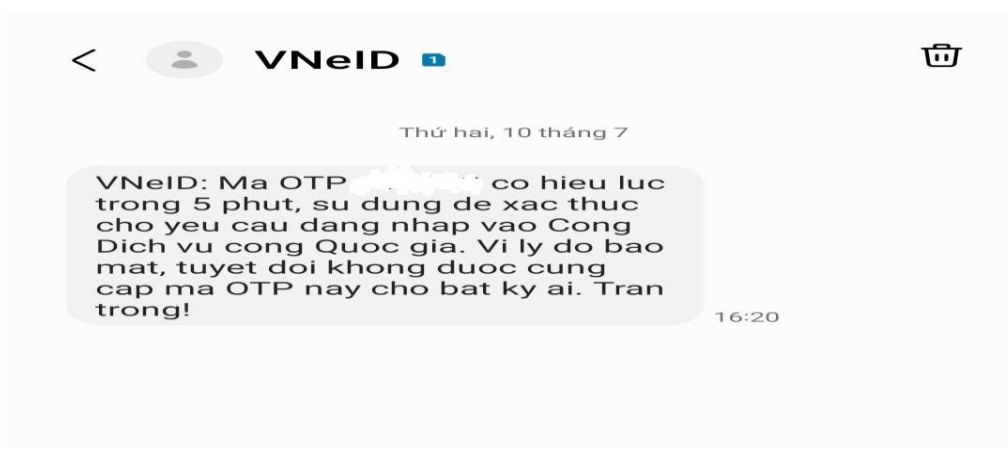 VNeID 1
Thứ hai, 10 tháng 7
VNeID: Ma OTP co hieu luc
trong 5 phut, su dung de xac thuc
cho yeu cau dang nhap vao Cong
Dich vu cong Quoc gia. Vi ly do bao
mat, tuyet doi khong duoc cung
cap ma OTP nay cho bat ky ai. Tran
trong!
16:20